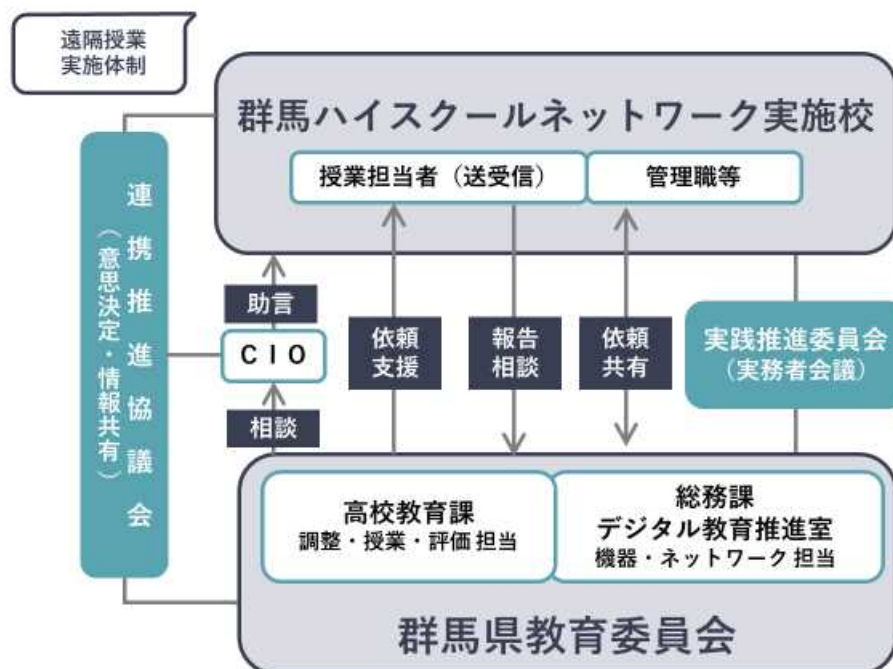 遠隔授業
実施体制
群馬ハイスクールネットワーク実施校
授業担当者（送受信）
管理職等
連携推進協議会
（意思決定・情報共有）
助言
CIO
相談
依頼
支援
報告
相談
依頼
共有
実践推進委員会
（実務者会議）
高校教育課
調整・授業・評価 担当
総務課
デジタル教育推進室
機器・ネットワーク 担当
群馬県教育委員会